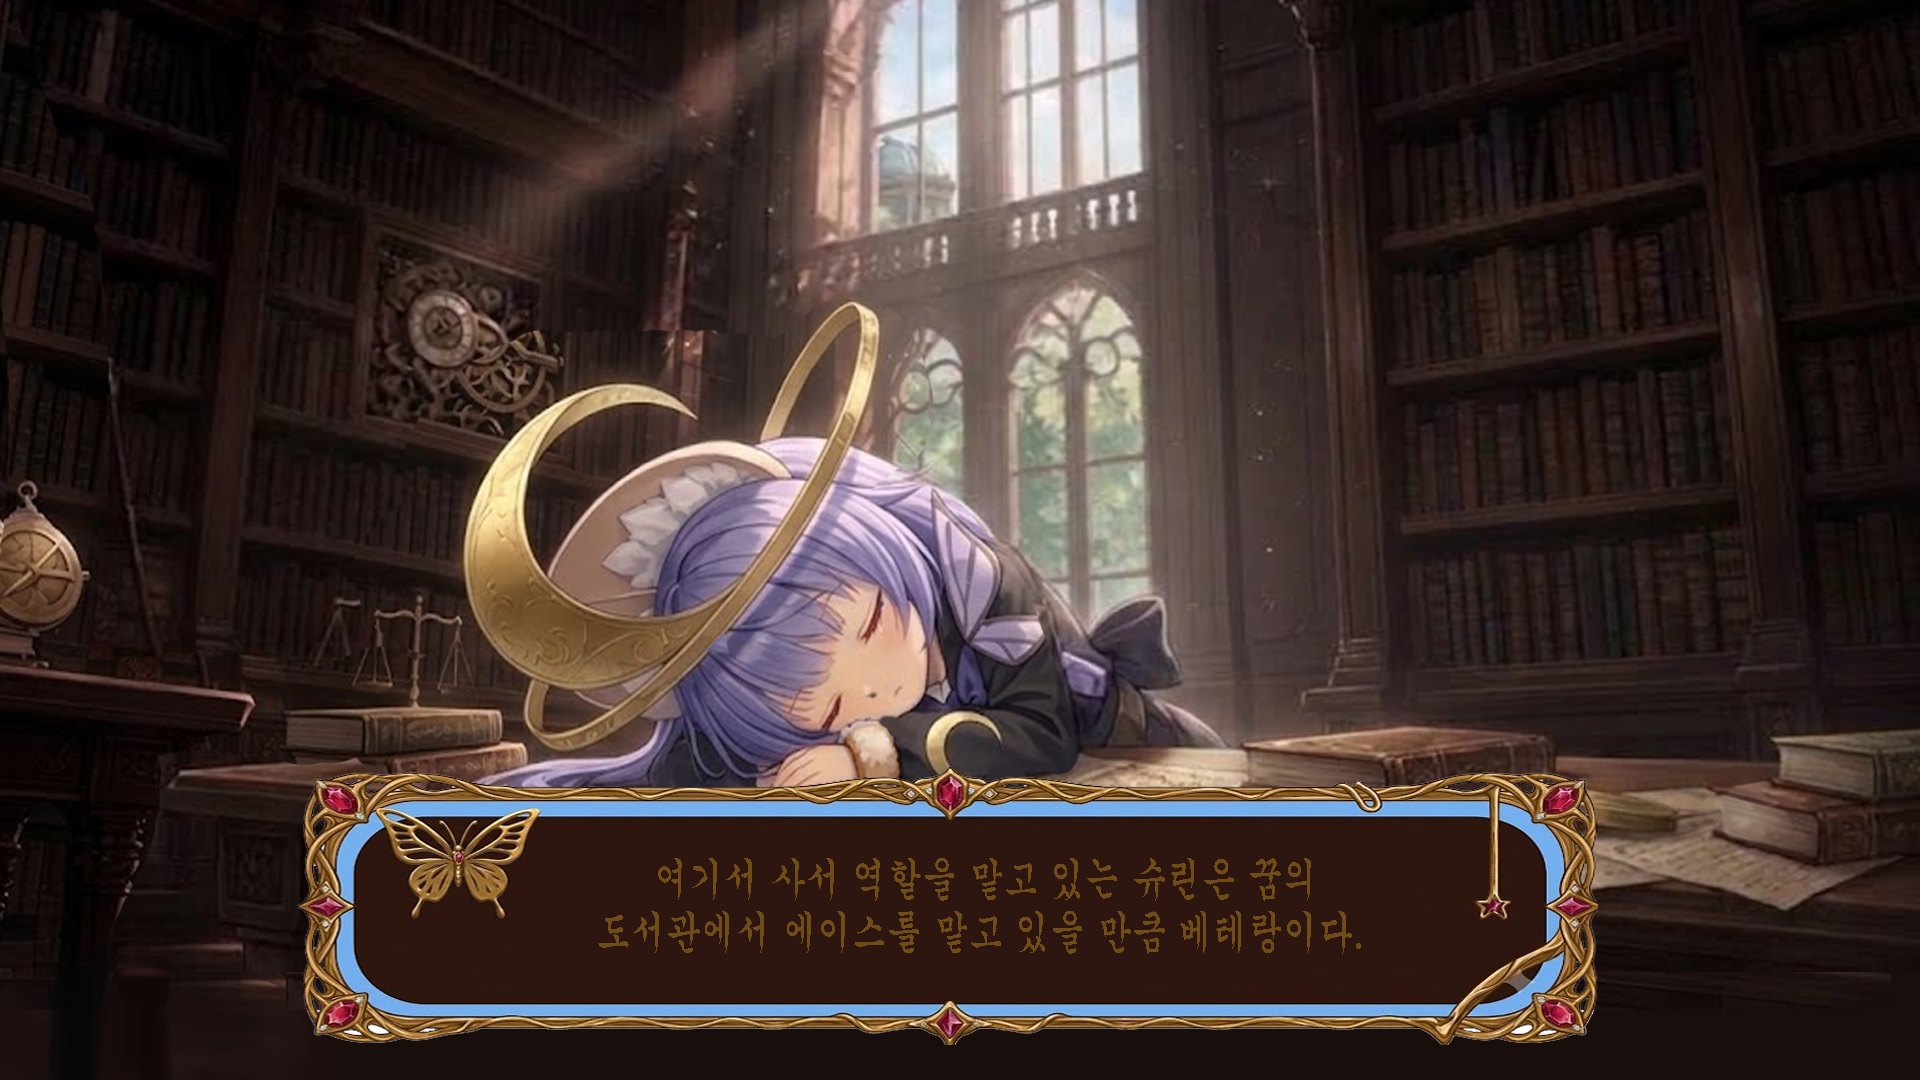 여기서 사서 역할을 맡고 있는 슈린은 꿈의
도서관에서 에이스를 맡고 있을 만큼 베테랑이다.